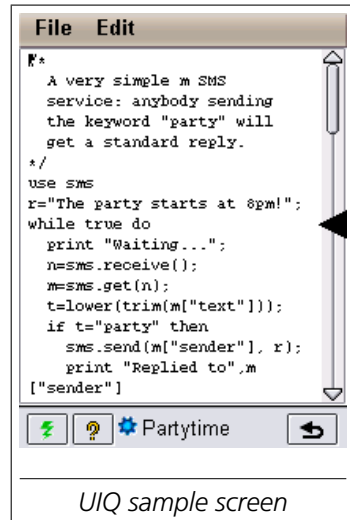 File Edit
/*
A very simple m SMS
service: anybody sending
the keyword "party" will
get a standard reply.
*/
use sms
r="The party starts at 8pm!";
while true do
print "Waiting...";
n=sms.receive();
m=sms.get(n);
t=lower(trim(m["text"]));
if t="party" then
sms.send(m["sender"], r);
print "Replied to",m
["sender"]
Partytime
UIQ sample screen